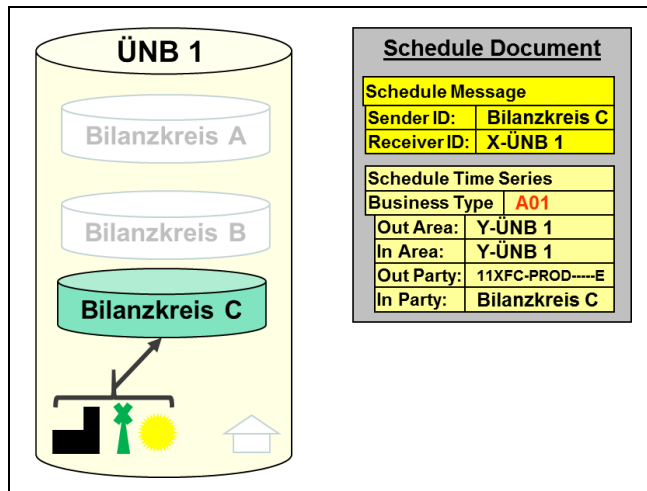 ÜNB 1
Bilanzkreis A
Bilanzkreis B
Bilanzkreis C
Schedule Document
Schedule Message
Sender ID: Bilanzkreis C
Receiver ID: X-ÜNB 1
Schedule Time Series
Business Type A01
Out Area: Y-ÜNB 1
In Area: Y-ÜNB 1
Out Party: 11XFC-PROD-----E
In Party: Bilanzkreis C